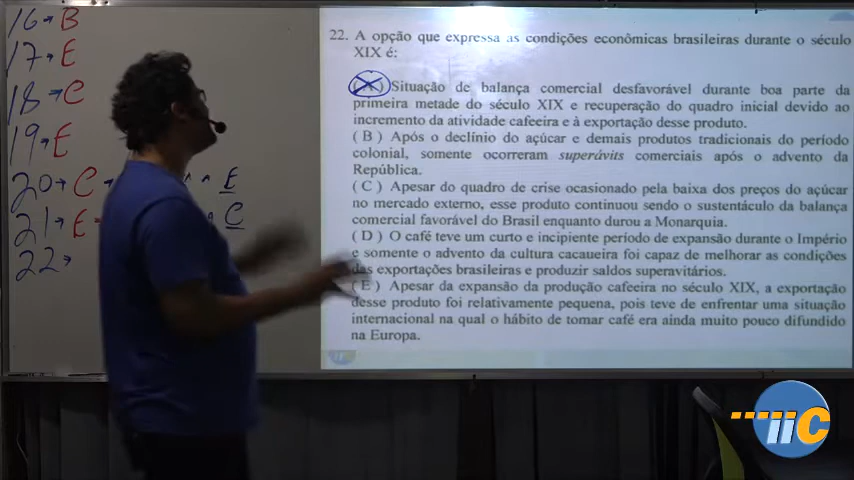 16→ B
17→ E
18→ C
19→ E
20→ C E
21→ E C
22→
22. A opção que expressa as condições econômicas brasileiras durante o século
XIX é:
(A) Situação de balança comercial desfavorável durante boa parte da
primeira metade do século XIX e recuperação do quadro inicial devido ao
incremento da atividade cafeeira e à exportação desse produto.
(B) Após o declínio do açúcar e demais produtos tradicionais do período
colonial, somente ocorreram superávits comerciais após o advento da
República.
(C) Apesar do quadro de crise ocasionado pela baixa dos preços do açúcar
no mercado externo, esse produto continuou sendo o sustentáculo da balança
comercial favorável do Brasil enquanto durou a Monarquia.
(D) O café teve um curto e incipiente período de expansão durante o Império
e somente o advento da cultura cacaueira foi capaz de melhorar as condições
das exportações brasileiras e produzir saldos superavitários.
(E) Apesar da expansão da produção cafeeira no século XIX, a exportação
desse produto foi relativamente pequena, pois teve de enfrentar uma situação
internacional na qual o hábito de tomar café era ainda muito pouco difundido
na Europa.